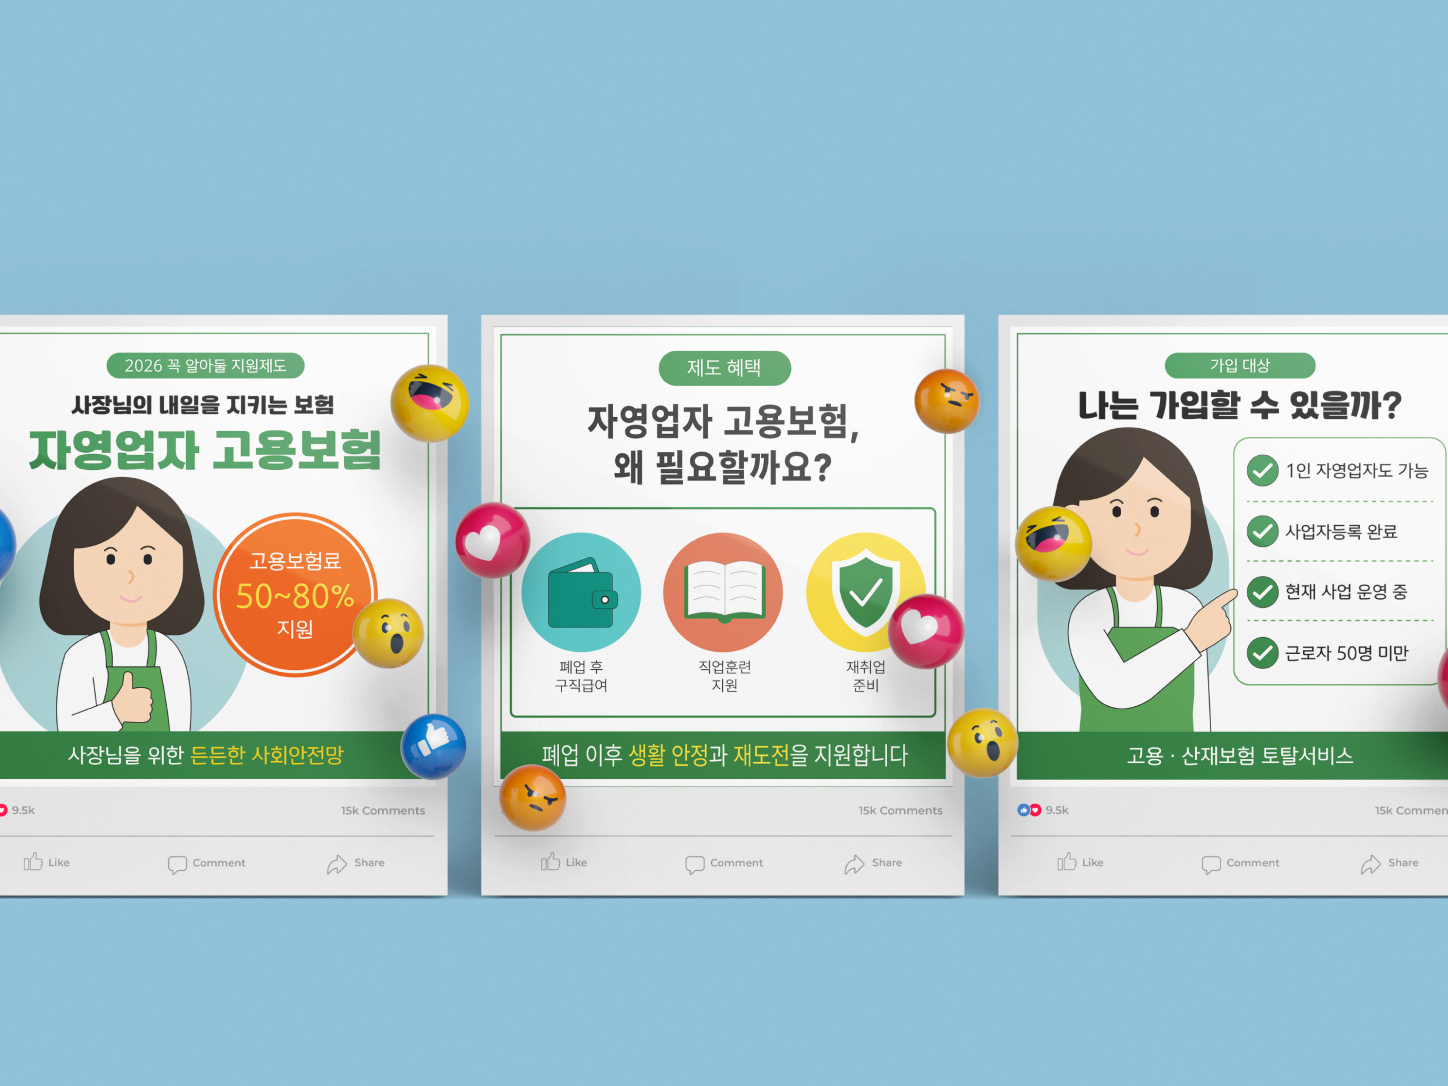 2026 꼭 알아둘 지원제도
사장님의 내일을 지키는 보험
자영업자 고용보험
고용보험료
50~80%
지원
사장님을 위한 든든한 사회안전망
9.5k
15k Comments
Like
Comment
Share
제도 혜택
자영업자 고용보험,
왜 필요할까요?
폐업 후
구직급여
직업훈련
지원
재취업
준비
폐업 이후 생활 안정과 재도전을 지원합니다
15k Comments
Like
Comment
Share
가입 대상
나는 가입할 수 있을까?
1인 자영업자도 가능
사업자등록 완료
현재 사업 운영 중
근로자 50명 미만
고용 · 산재보험 토탈서비스
9.5k
15k Commen
Like
Comment
Share